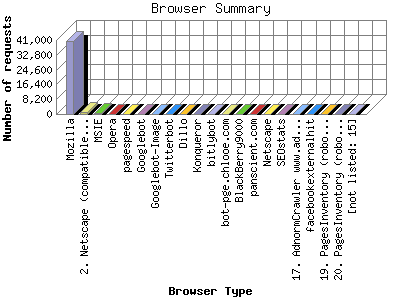 Browser Summary
Number of requests
41,000
32,800
24,600
16,400
8,200
0
Mozilla
2. Netscape (compatible...
MSIE
Opera
pagespeed
Googlebot
Googlebot-Image
Twitterbot
Dillo
Konqueror
bitlybot
bot-pge.chlooe.com
BlackBerry9000
panscient.com
Netscape
SEOstats
17. AdnormCrawler www.ad...
facebookexternalhit
19. PagesInventory (robo...
20. PagesInventory (robo...
[not listed: 15]
Browser Type